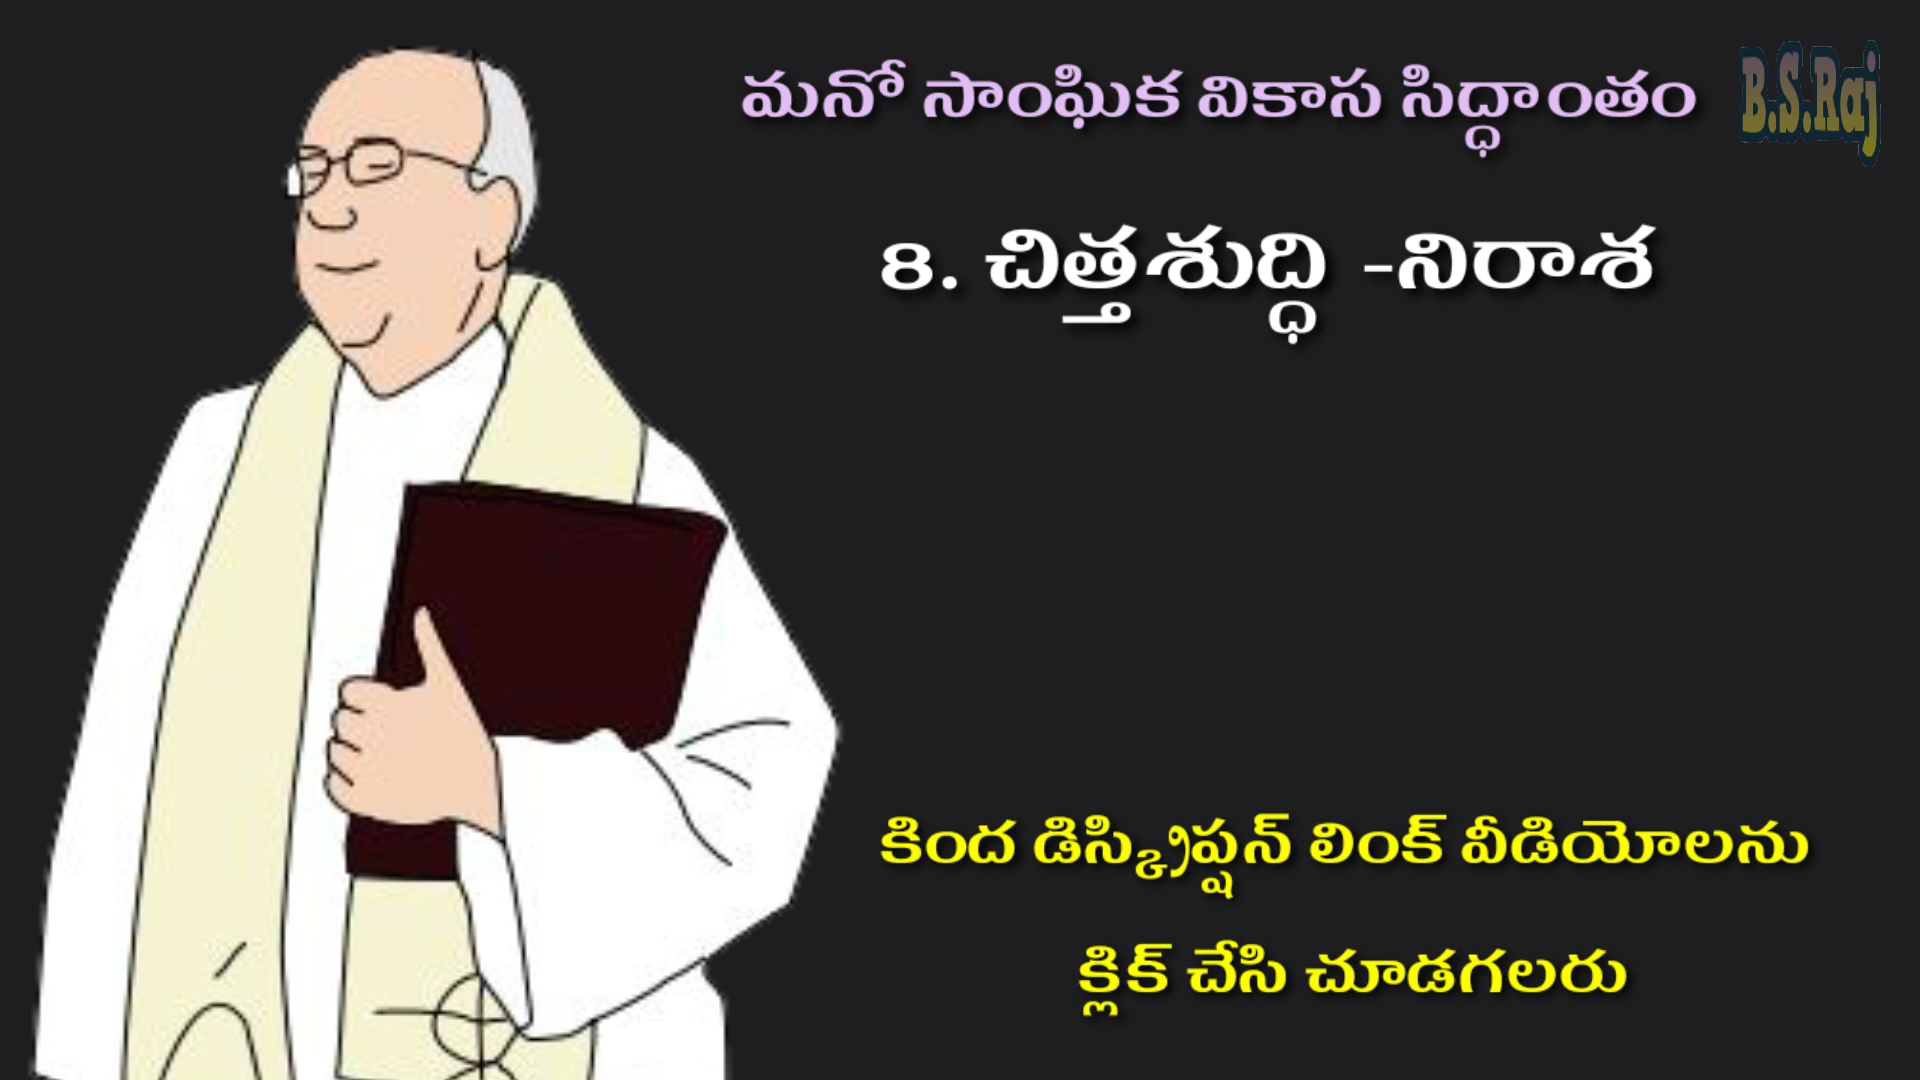 మనో సాంఘిక వికాస సిద్ధాంతం
B.S.Raj
8. చిత్తశుద్ధి -నిరాశ
కింద డిస్క్రిప్షన్ లింక్ వీడియోలను
క్లిక్ చేసి చూడగలరు